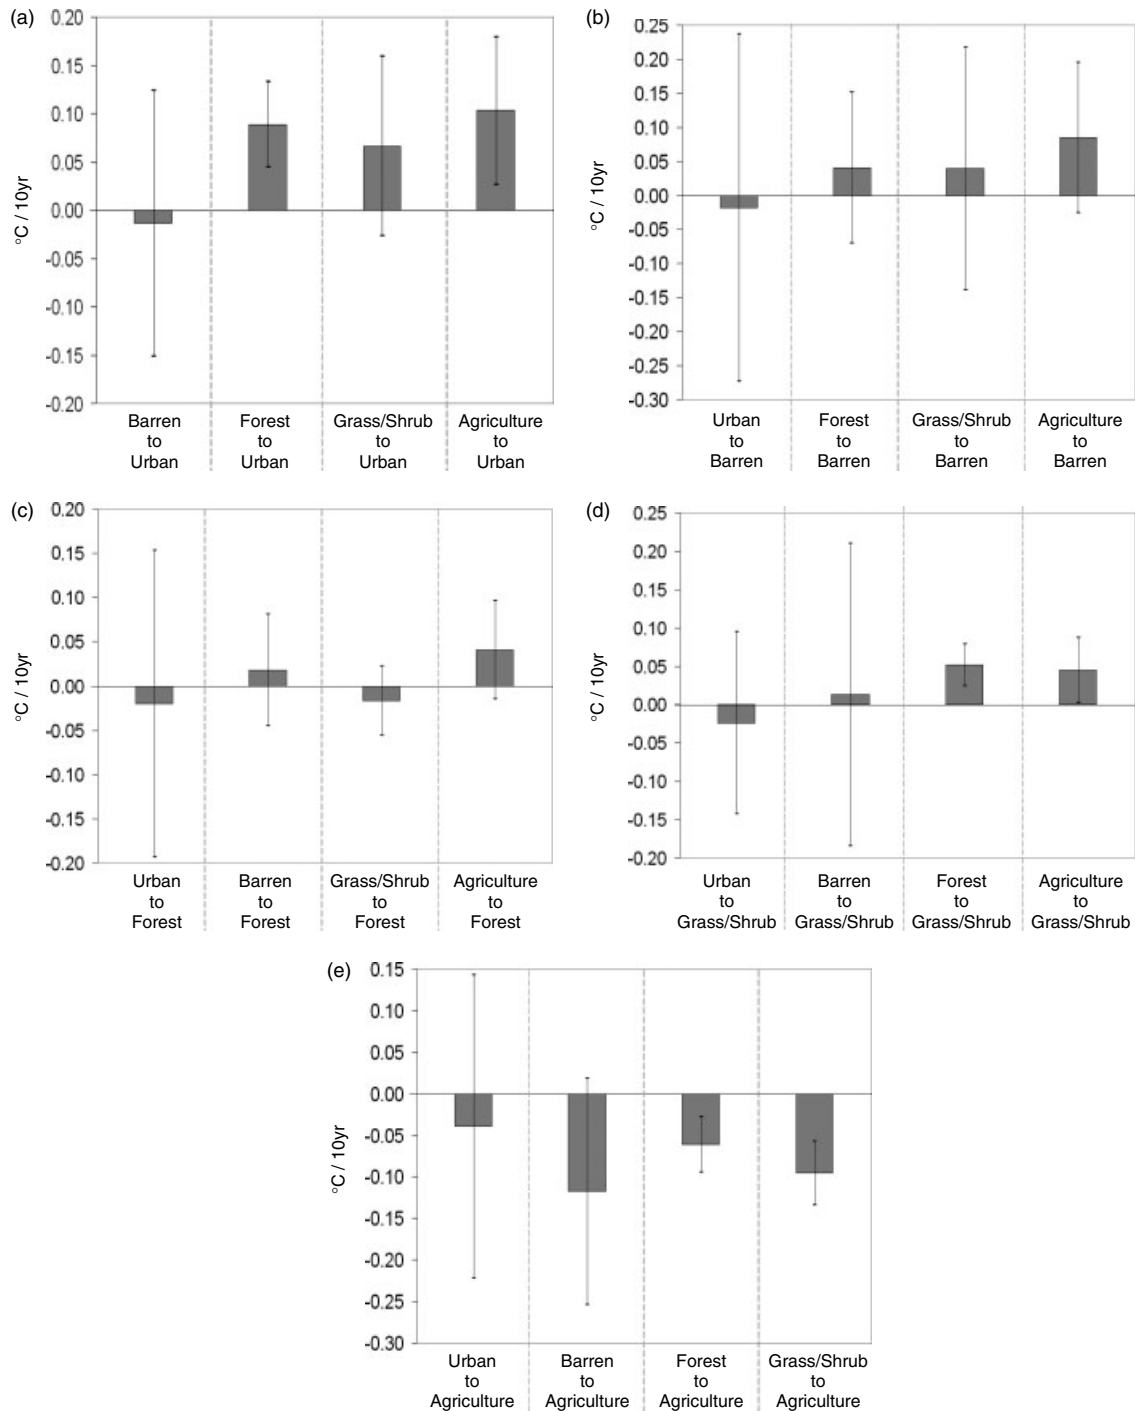 (a)
0.20
0.15
0.10
0.05
0.00
-0.05
-0.10
-0.15
-0.20
°C / 10yr
Barren to Urban
Forest to Urban
Grass/Shrub to Urban
Agriculture to Urban
(b)
0.25
0.20
0.15
0.10
0.05
0.00
-0.05
-0.10
-0.15
-0.20
-0.25
-0.30
°C / 10yr
Urban to Barren
Forest to Barren
Grass/Shrub to Barren
Agriculture to Barren
(c)
0.20
0.15
0.10
0.05
0.00
-0.05
-0.10
-0.15
-0.20
°C / 10yr
Urban to Forest
Barren to Forest
Grass/Shrub to Forest
Agriculture to Forest
(d)
0.25
0.20
0.15
0.10
0.05
0.00
-0.05
-0.10
-0.15
-0.20
°C / 10yr
Urban to Grass/Shrub
Barren to Grass/Shrub
Forest to Grass/Shrub
Agriculture to Grass/Shrub
(e)
0.15
0.10
0.05
0.00
-0.05
-0.10
-0.15
-0.20
-0.25
-0.30
°C / 10yr
Urban to Agriculture
Barren to Agriculture
Forest to Agriculture
Grass/Shrub to Agriculture